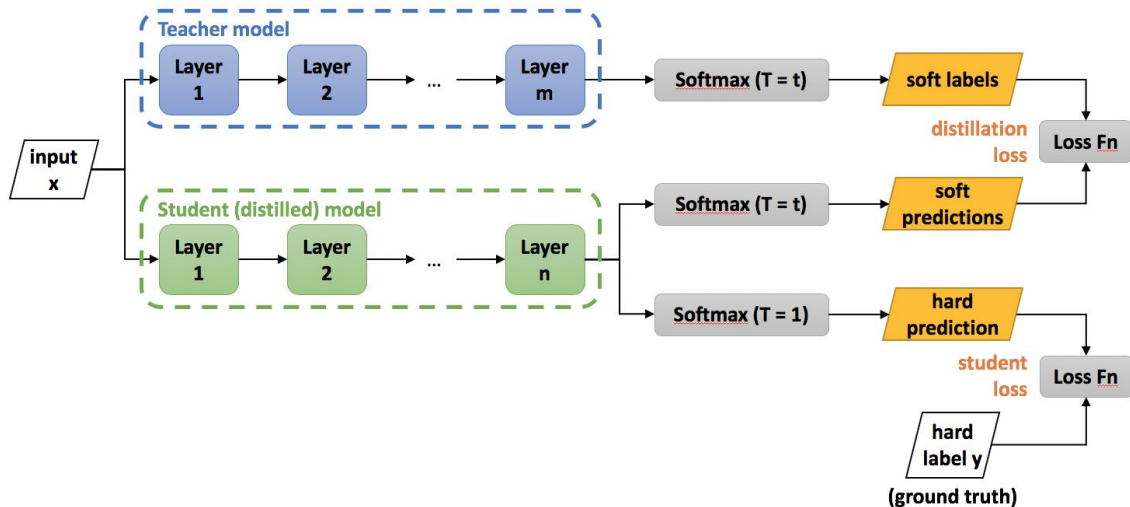 Teacher model
Layer
1
Layer
2
...
Layer
m
Softmax (T = t)
soft labels
distillation
loss
Loss Fn
input
x
Student (distilled) model
Layer
1
Layer
2
...
Layer
n
Softmax (T = t)
soft
predictions
Softmax (T = 1)
hard
prediction
student
loss
Loss Fn
hard
label y
(ground truth)